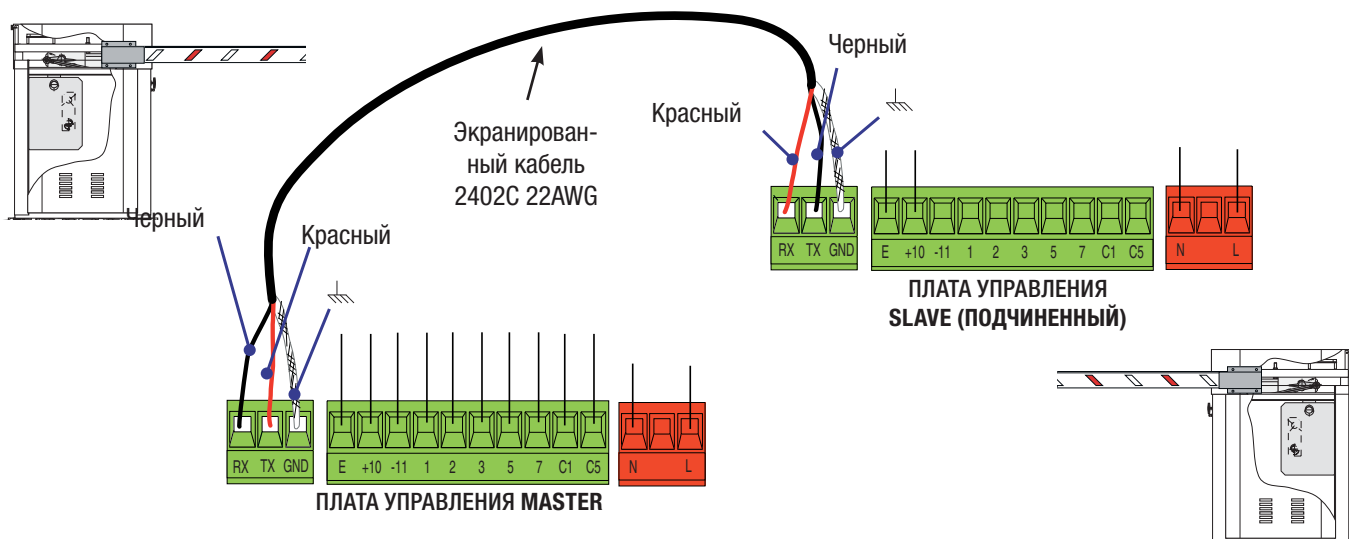 Черный
Красный
Экранирован-
ный кабель
2402C 22AWG
Черный
Красный
RX TX GND
E +10 -11 1 2 3 5 7 C1 C5
N L
ПЛАТА УПРАВЛЕНИЯ
SLAVE (ПОДЧИНЕННЫЙ)
RX TX GND
E +10 -11 1 2 3 5 7 C1 C5
N L
ПЛАТА УПРАВЛЕНИЯ MASTER